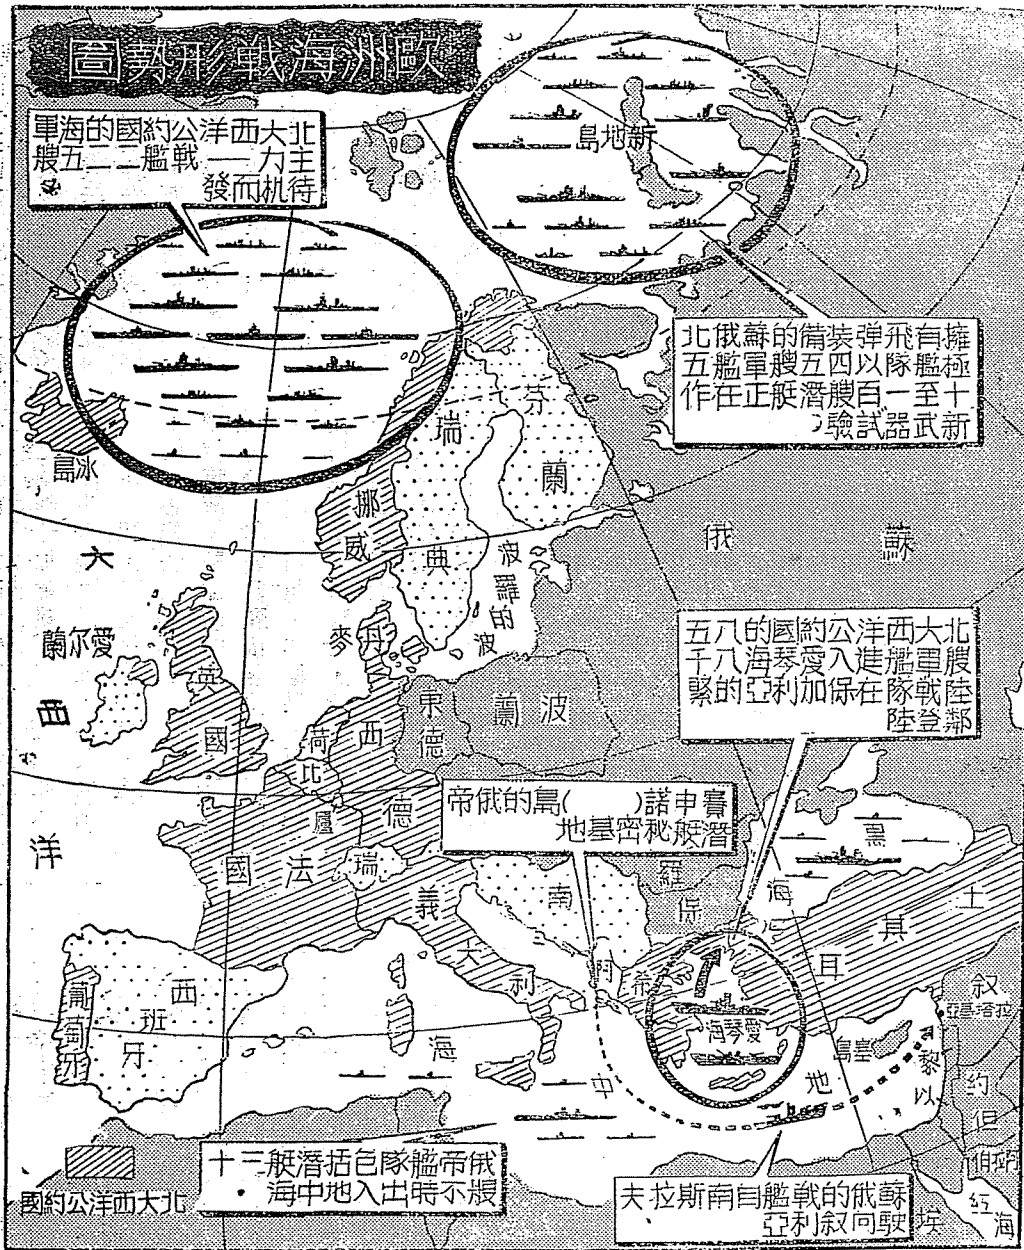 歐洲海戰形勢圖
北大西洋公約國的海軍
主力一戰艦二二五艘
待机而發
新地島
擁有飛弹装備的蘇俄北
極艦隊以四五艘軍艦五
十至一百艘潛艇正在作
新武器試驗
冰島
挪威
瑞典
芬蘭
蘇俄
波羅的
大西洋
愛尔蘭
英國
丹麥
北大西洋公約國的八五
艘軍艦進入愛琴海八千
陸戰隊在保加利亞的緊
鄰登陸
荷
比
盧
西德
東德
波蘭
法國
瑞
義大利
南
羅
保
阿
希
賽申諾( )島的俄帝
潛艇秘密基地
黑海
土耳其
西班牙
葡萄牙
愛琴海
地中海
叙
黎
以
約但
紅海
埃
俄帝艦隊包括潛艇三十
艘不時出入地中海
蘇俄的戰艦自南斯拉夫
駛向叙利亞
北大西洋公約國